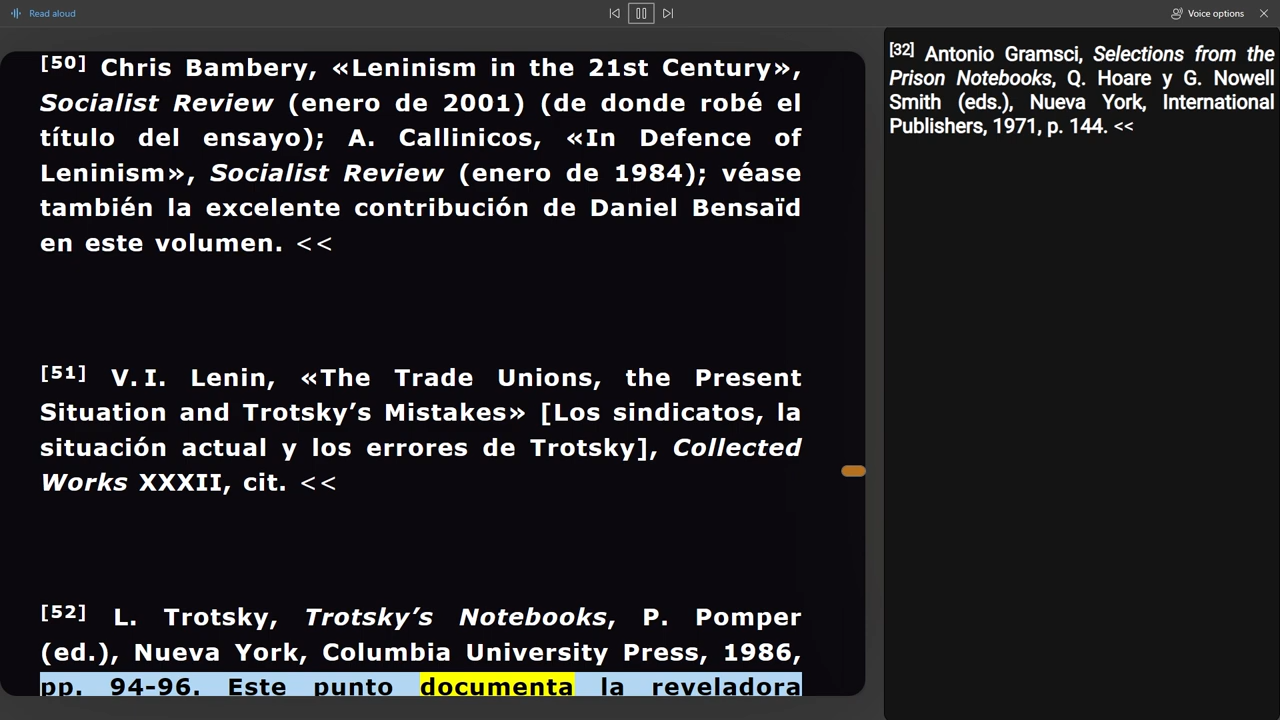 Read aloud
Voice options
[50] Chris Bambery, «Leninism in the 21st Century»,
Socialist Review (enero de 2001) (de donde robé el
título del ensayo); A. Callinicos, «In Defence of
Leninism», Socialist Review (enero de 1984); véase
también la excelente contribución de Daniel Bensaïd
en este volumen. <<
[51] V. I. Lenin, «The Trade Unions, the Present
Situation and Trotsky’s Mistakes» [Los sindicatos, la
situación actual y los errores de Trotsky], Collected
Works XXXII, cit. <<
[52] L. Trotsky, Trotsky’s Notebooks, P. Pomper
(ed.), Nueva York, Columbia University Press, 1986,
pp. 94-96. Este punto documenta la reveladora
[32] Antonio Gramsci, Selections from the
Prison Notebooks, Q. Hoare y G. Nowell
Smith (eds.), Nueva York, International
Publishers, 1971, p. 144. <<